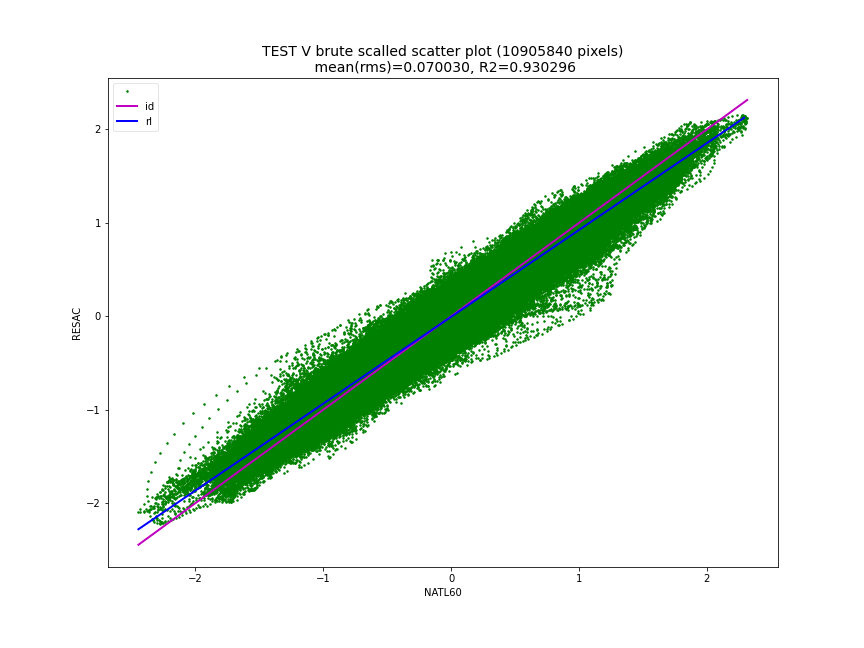 TEST V brute scalled scatter plot (10905840 pixels)
mean(rms)=0.070030, R2=0.930296
id
rl
2
1
0
−1
−2
RESAC
−2
−1
0
1
2
NATL60